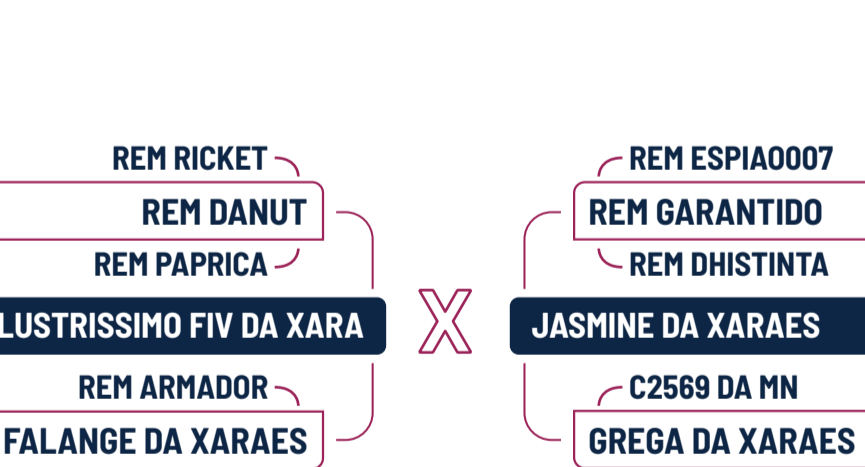 REM RICKET
REM DANUT
REM PAPRICA
LUSTRISSIMO FIV DA XARA
REM ARMADOR
FALANGE DA XARAES
X
REM ESPIAO007
REM GARANTIDO
REM DHISTINTA
JASMINE DA XARAES
C2569 DA MN
GREGA DA XARAES